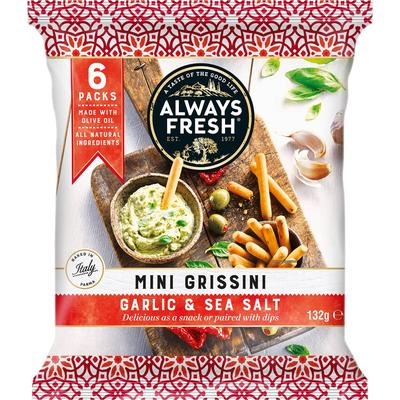 6
PACKS
MADE WITH
OLIVE OIL
ALL NATURAL
INGREDIENTS
A TASTE OF THE GOOD LIFE
ALWAYS
FRESH®
EST. 1977
BAKED IN
Italy
PARMA
MINI GRISSINI
GARLIC & SEA SALT
Delicious as a snack or paired with dips
132g ℮